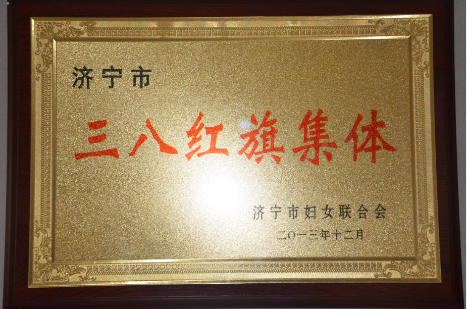 济宁市
三八红旗集体
济宁市妇女联合会
二〇一三年十二月